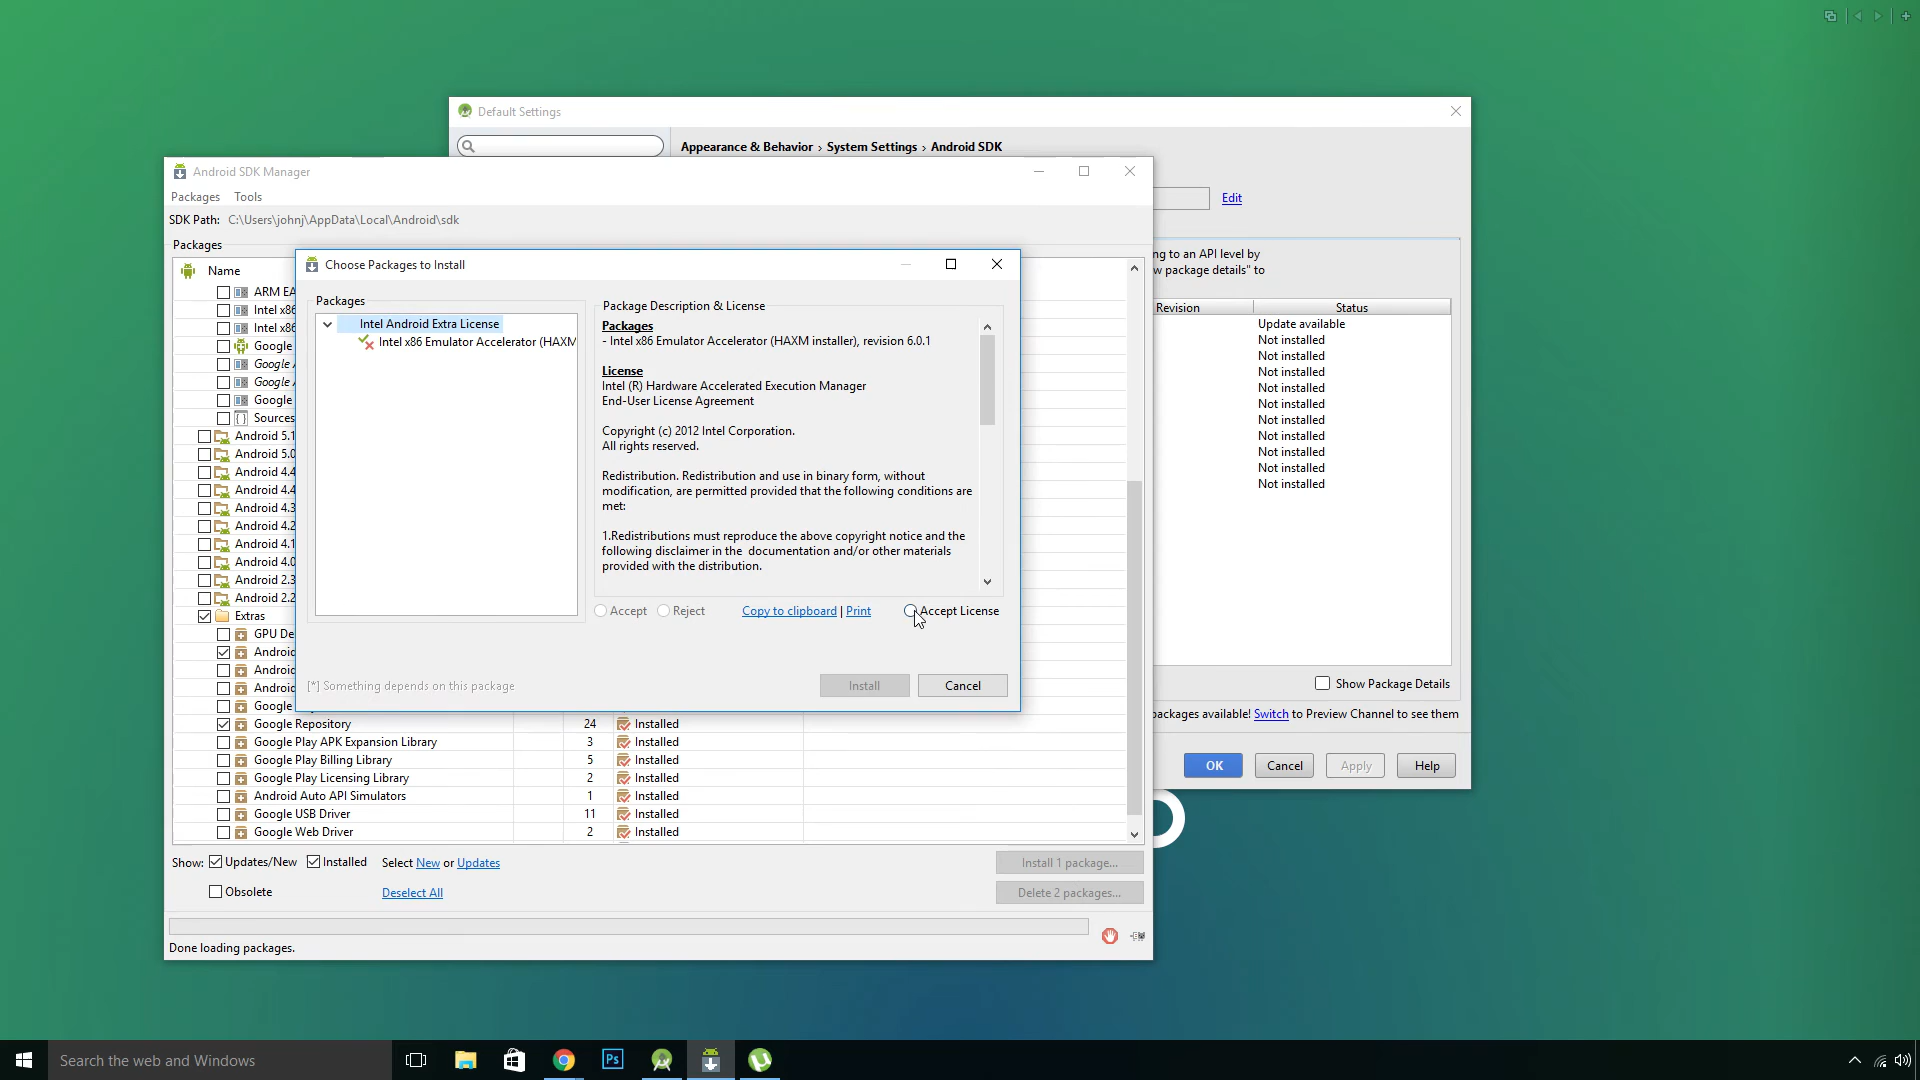 Default Settings
Appearance & Behavior › System Settings › Android SDK
Android SDK Manager
Packages Tools
SDK Path: C:\Users\johnj\AppData\Local\Android\sdk
Edit
Packages
ing to an API level by
w package details" to
Name
Choose Packages to Install
Packages
Intel Android Extra License
Intel x86 Emulator Accelerator (HAXM
Package Description & License
Packages
- Intel x86 Emulator Accelerator (HAXM installer), revision 6.0.1
License
Intel (R) Hardware Accelerated Execution Manager
End-User License Agreement
Copyright (c) 2012 Intel Corporation.
All rights reserved.
Redistribution. Redistribution and use in binary form, without
modification, are permitted provided that the following conditions are
met:
1.Redistributions must reproduce the above copyright notice and the
following disclaimer in the documentation and/or other materials
provided with the distribution.
Accept Reject Copy to clipboard | Print Accept License
[*] Something depends on this package
Install Cancel
ARM EA
Intel x86
Intel x86
Google
Google A
Google A
Google
Sources
Android 5.1
Android 5.0
Android 4.4
Android 4.4
Android 4.3
Android 4.2
Android 4.1
Android 4.0
Android 2.3
Android 2.2
Extras
GPU De
Android
Android
Android
Google
Google Repository 24 Installed
Google Play APK Expansion Library 3 Installed
Google Play Billing Library 5 Installed
Google Play Licensing Library 2 Installed
Android Auto API Simulators 1 Installed
Google USB Driver 11 Installed
Google Web Driver 2 Installed
Show: Updates/New Installed Select New or Updates
Install 1 package...
Obsolete Deselect All
Delete 2 packages...
Done loading packages.
Revision Status
Update available
Not installed
Not installed
Not installed
Not installed
Not installed
Not installed
Not installed
Not installed
Not installed
Not installed
Show Package Details
packages available! Switch to Preview Channel to see them
OK Cancel Apply Help
Search the web and Windows
Ps